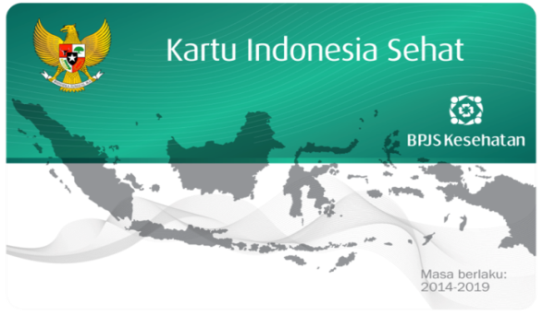 Kartu Indonesia Sehat
BPJS Kesehatan
Masa berlaku:
2014-2019